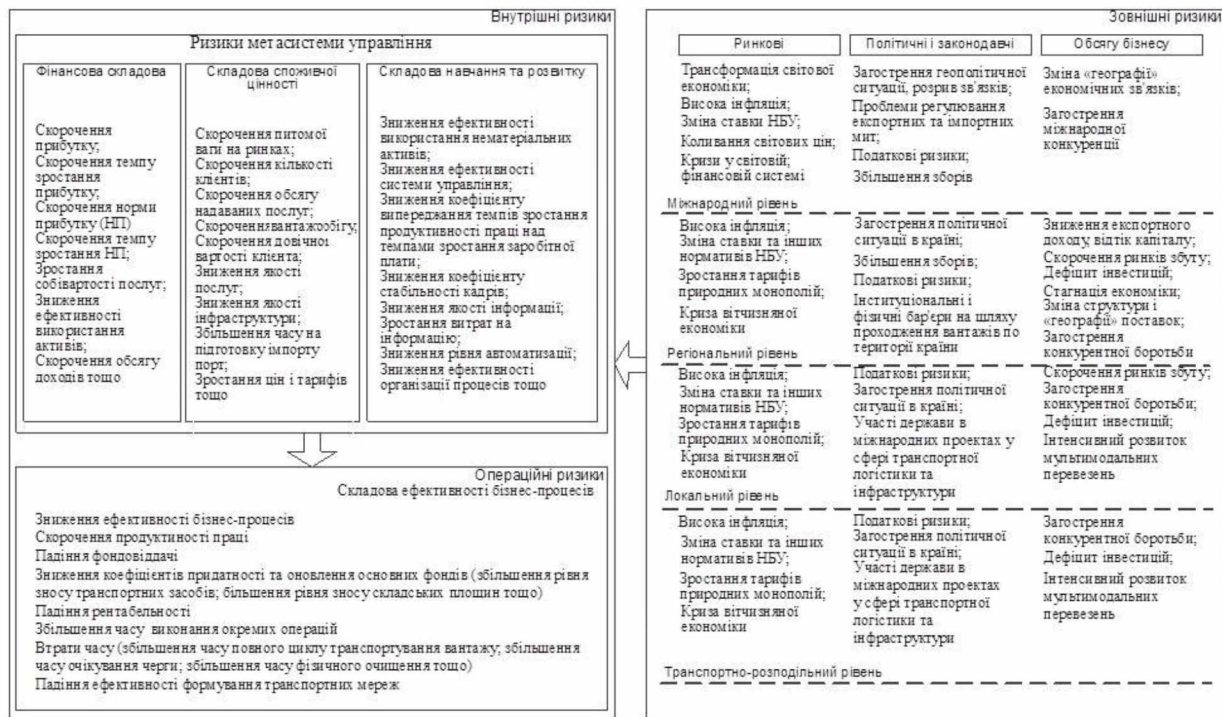 Внутрішні ризики
Ризики метасистеми управління
Фінансова складова
Скорочення
прибутку;
Скорочення темпу
зростання
прибутку;
Скорочення норми
прибутку (НП)
Скорочення темпу
зростання НП;
Зростання
собівартості послуг;
Зниження
ефективності
використання
активів;
Скорочення обсягу
доходів тощо
Складова споживчої
цінності
Скорочення питомої
ваги на ринках;
Скорочення кількості
клієнтів;
Скорочення обсягу
надаваних послуг;
Скороченнявантажообігу;
Скорочення довічної
вартості клієнта;
Зниження якості
послуг;
Зниження якості
інфраструктури;
Збільшення часу на
підготовку імпорту
порт;
Зростання цін і тарифів
тощо
Складова навчання та розвитку
Зниження ефективності
використання нематеріальних
активів;
Зниження ефективності
системи управління;
Зниження коефіцієнту
випереджання темпів зростання
продуктивності праці над
темпами зростання заробітної
плати;
Зниження коефіцієнту
стабільності кадрів;
Зниження якості інформації;
Зростання витрат на
інформацію;
Зниження рівня автоматизації;
Зниження ефективності
організації процесів тощо
Операційні ризики
Складова ефективності бізнес-процесів
Зниження ефективності бізнес-процесів
Скорочення продуктиності праці
Падіння фондовіддачі
Зниження коефіцієнтів придатності та оновлення основних фондів (збільшення рівня
зносу транспортних засобів; більшення рівня зносу складських площин тощо)
Падіння рентабельності
Збільшення часу виконання окремих операцій
Втрати часу (збільшення часу повного циклу транспортування вантажу; збільшення
часу очікування черги; збільшення часу фізичного очищення тощо)
Падіння ефективності формування транспортних мереж
Зовнішні ризики
Ринкові
Політичні і законодавчі
Обсягу бізнесу
Трансформація світової
економіки;
Висока інфляція;
Зміна ставки НБУ;
Коливання світових цін;
Кризи у світовій
фінансовій системі
Загострення геополітичної
ситуації, розрив зв'язків;
Проблеми регулювання
експортних та імпортних
мит;
Податкові ризики;
Збільшення зборів
Зміна «географії»
економічних зв'язків;
Загострення
міжнародної
конкуренції
Міжнародний рівень
Висока інфляція;
Зміна ставки та інших
нормативів НБУ;
Зростання тарифів
природних монополій;
Криза вітчизняної
економіки
Загострення політичної
ситуації в країні;
Збільшення зборів;
Податкові ризики;
Інституціональні і
фізичні бар'єри на шляху
проходження вантажів по
території країни
Зниження експортного
доходу, відтік капіталу;
Скорочення ринків збуту;
Дефіцит інвестицій;
Стагнація економіки;
Зміна структури і
«географії» поставок;
Загострення
конкурентної боротьби
Регіональний рівень
Висока інфляція;
Зміна ставки та інших
нормативів НБУ;
Зростання тарифів
природних монополій;
Криза вітчизняної
економіки
Податкові ризики;
Загострення політичної
ситуації в країні;
Участі держави в
міжнародних проектах у
сфері транспортної
логістики та
інфраструктури
Скорочення ринків збуту;
Загострення
конкурентної боротьби;
Дефіцит інвестицій;
Інтенсивний розвиток
мультимодальних
перевезень
Локальний рівень
Висока інфляція;
Зміна ставки та інших
нормативів НБУ;
Зростання тарифів
природних монополій;
Криза вітчизняної
економіки
Податкові ризики;
Загострення політичної
ситуації в країні;
Участі держави в
міжнародних проектах
у сфері транспортної
логістики та
інфраструктури
Загострення
конкурентної боротьби;
Дефіцит інвестицій;
Інтенсивний розвиток
мультимодальних
перевезень
Транспортно-розподільний рівень